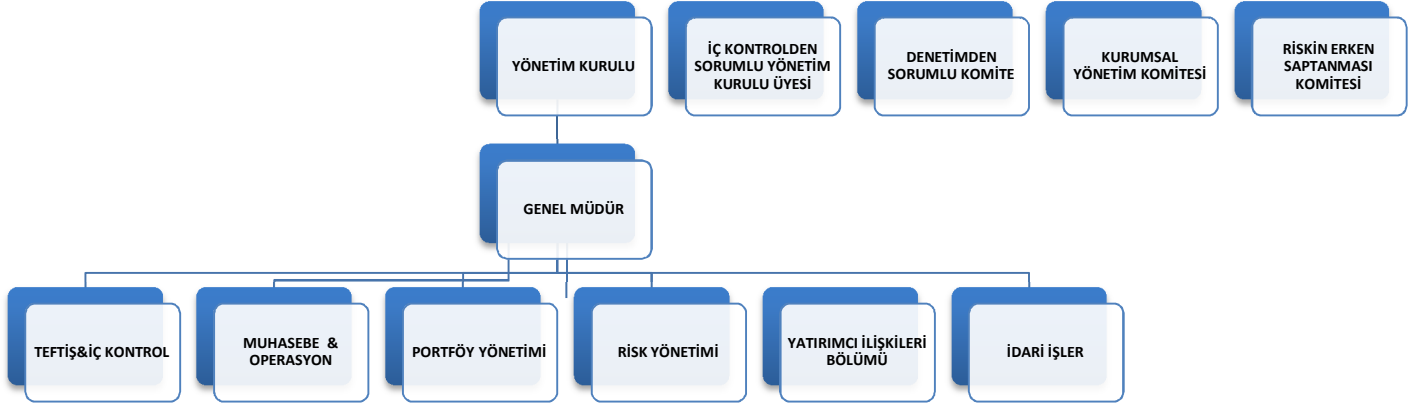 YÖNETİM KURULU
İÇ KONTROLDEN
SORUMLU YÖNETİM
KURULU ÜYESİ
DENETİMDEN
SORUMLU KOMİTE
KURUMSAL
YÖNETİM KOMİTESİ
RİSKİN ERKEN
SAPTANMASI
KOMİTESİ
GENEL MÜDÜR
TEFTİŞ&İÇ KONTROL
MUHASEBE &
OPERASYON
PORTFÖY YÖNETİMİ
RİSK YÖNETİMİ
YATIRIMCI İLİŞKİLERİ
BÖLÜMÜ
İDARİ İŞLER